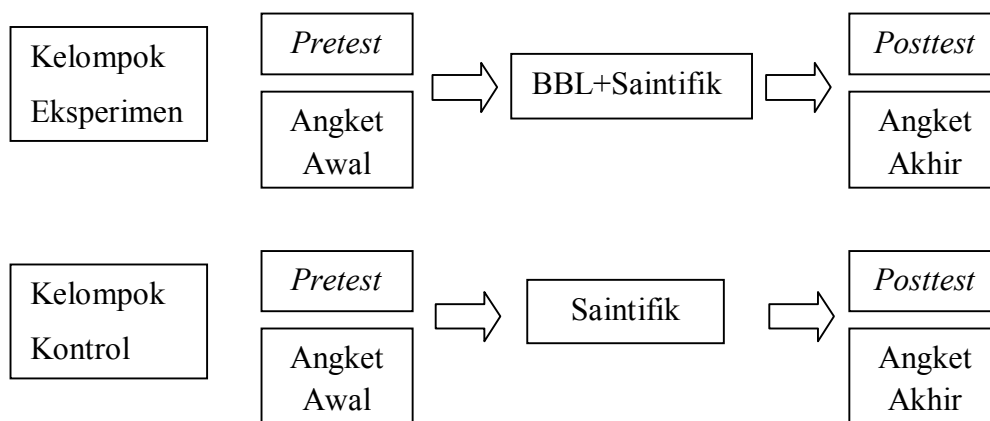 Kelompok
Eksperimen
Pretest
Angket
Awal
BBL+Saintifik
Posttest
Angket
Akhir
Kelompok
Kontrol
Pretest
Angket
Awal
Saintifik
Posttest
Angket
Akhir